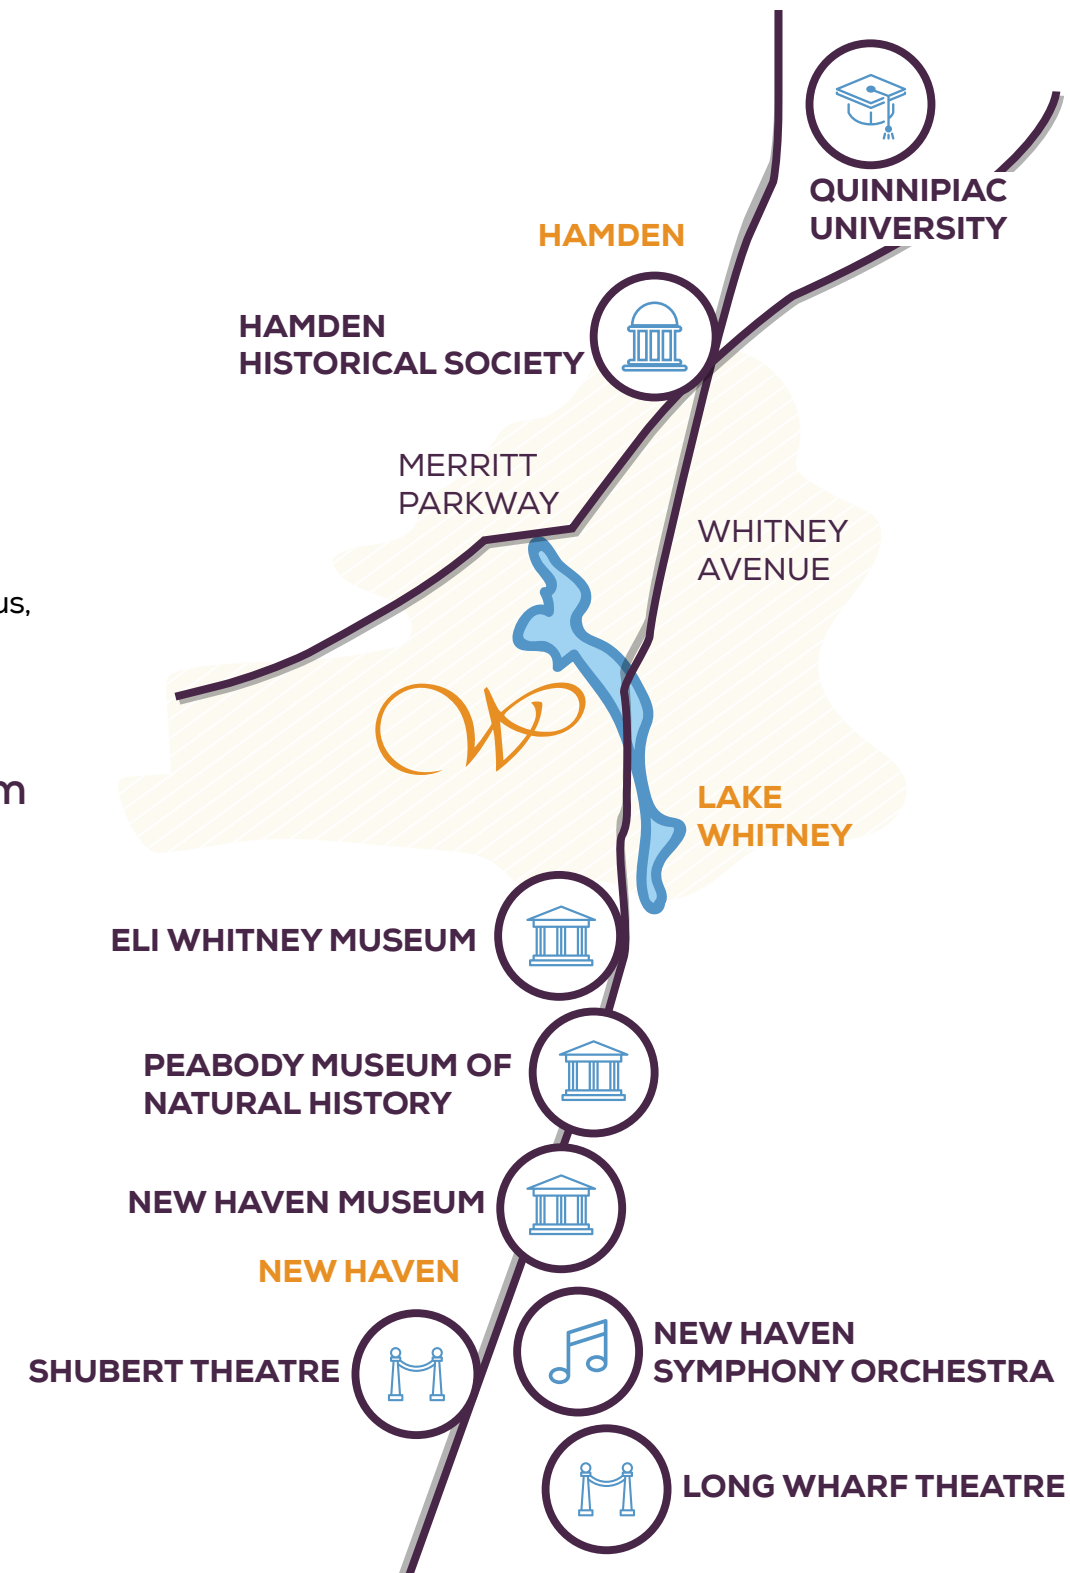 QUINNIPIAC
UNIVERSITY
HAMDEN
HAMDEN
HISTORICAL SOCIETY
MERRITT
PARKWAY
WHITNEY
AVENUE
us,
W
m
LAKE
WHITNEY
ELI WHITNEY MUSEUM
PEABODY MUSEUM OF
NATURAL HISTORY
NEW HAVEN MUSEUM
NEW HAVEN
NEW HAVEN
SYMPHONY ORCHESTRA
SHUBERT THEATRE
LONG WHARF THEATRE